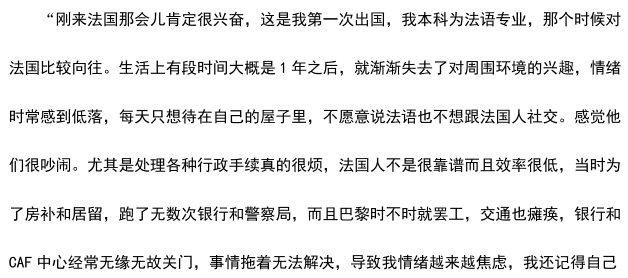 “刚来法国那会儿肯定很兴奋，这是我第一次出国，我本科为法语专业，那个时候对
法国比较向往。生活上有段时间大概是 1 年之后，就渐渐失去了对周围环境的兴趣，情绪
时常感到低落，每天只想待在自己的屋子里，不愿意说法语也不想跟法国人社交。感觉他
们很吵闹。尤其是处理各种行政手续真的很烦，法国人不是很靠谱而且效率很低，当时为
了房补和居留，跑了无数次银行和警察局，而且巴黎时不时就罢工，交通也瘫痪，银行和
CAF 中心经常无缘无故关门，事情拖着无法解决，导致我情绪越来越焦虑，我还记得自己